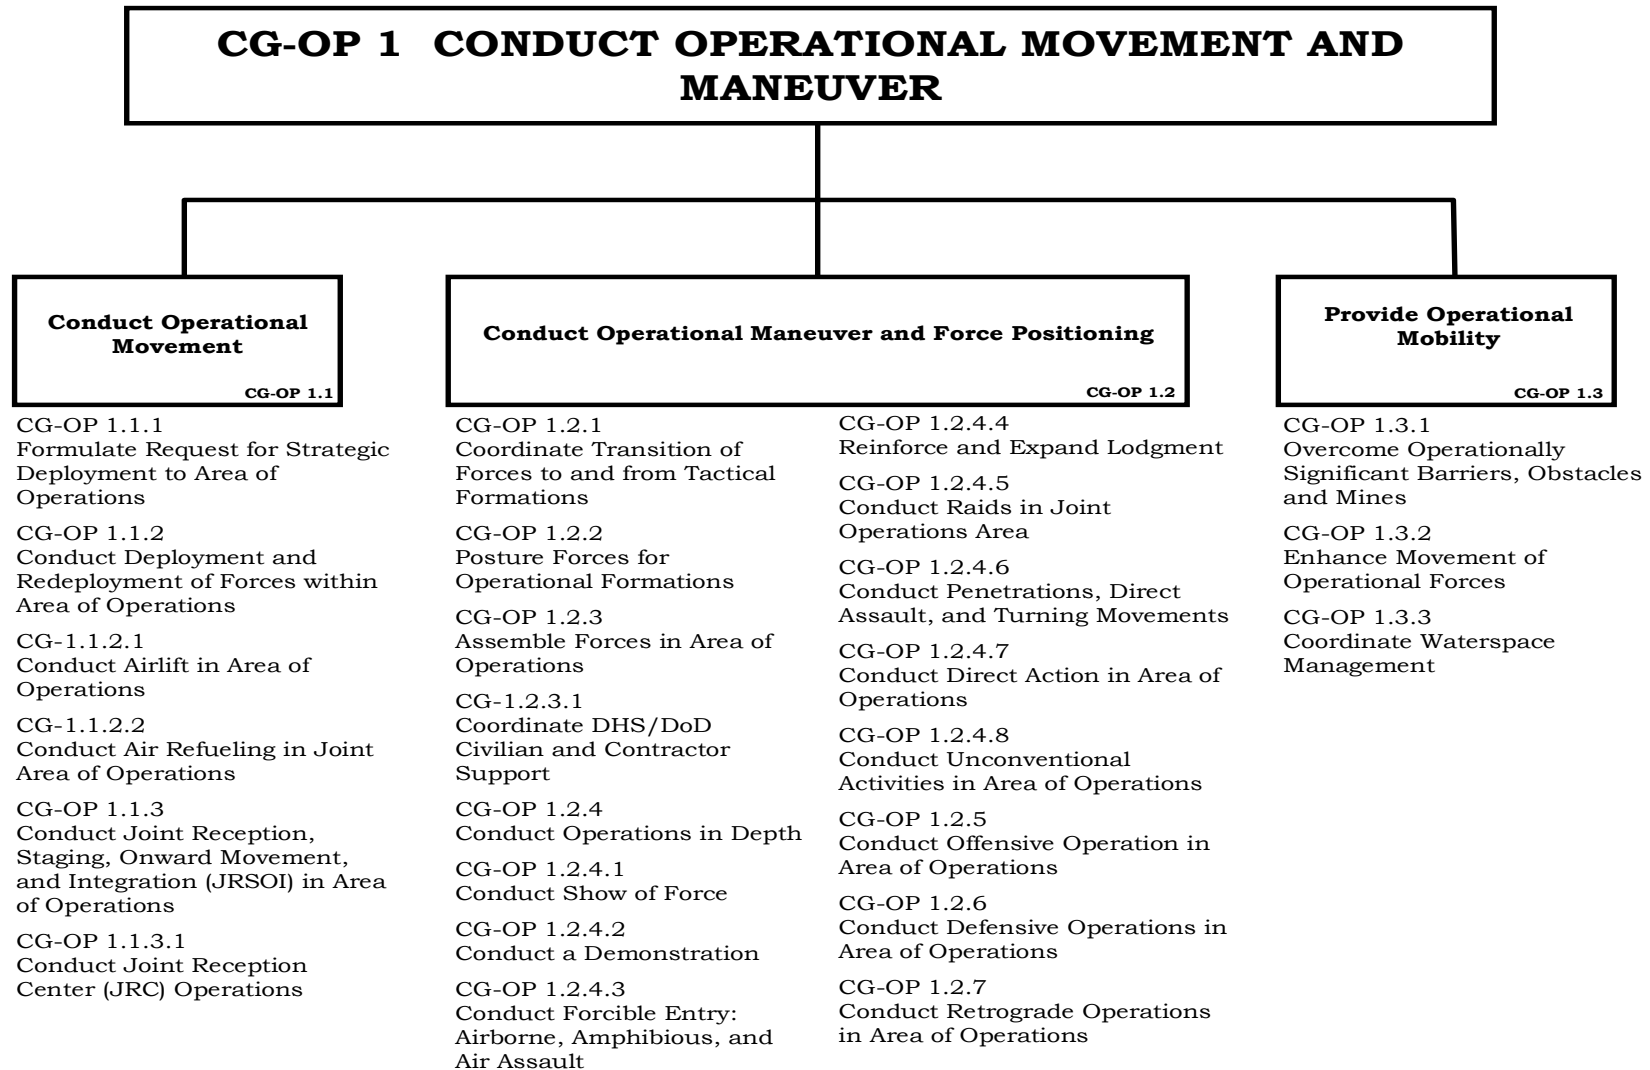 CG-OP 1 CONDUCT OPERATIONAL MOVEMENT AND
MANEUVER
Conduct Operational
Movement
CG-OP 1.1
CG-OP 1.1.1
Formulate Request for Strategic
Deployment to Area of
Operations
CG-OP 1.1.2
Conduct Deployment and
Redeployment of Forces within
Area of Operations
CG-1.1.2.1
Conduct Airlift in Area of
Operations
CG-1.1.2.2
Conduct Air Refueling in Joint
Area of Operations
CG-OP 1.1.3
Conduct Joint Reception,
Staging, Onward Movement,
and Integration (JRSOI) in Area
of Operations
CG-OP 1.1.3.1
Conduct Joint Reception
Center (JRC) Operations
Conduct Operational Maneuver and Force Positioning
CG-OP 1.2
CG-OP 1.2.1
Coordinate Transition of
Forces to and from Tactical
Formations
CG-OP 1.2.2
Posture Forces for
Operational Formations
CG-OP 1.2.3
Assemble Forces in Area of
Operations
CG-1.2.3.1
Coordinate DHS/DoD
Civilian and Contractor
Support
CG-OP 1.2.4
Conduct Operations in Depth
CG-OP 1.2.4.1
Conduct Show of Force
CG-OP 1.2.4.2
Conduct a Demonstration
CG-OP 1.2.4.3
Conduct Forcible Entry:
Airborne, Amphibious, and
Air Assault
CG-OP 1.2.4.4
Reinforce and Expand Lodgment
CG-OP 1.2.4.5
Conduct Raids in Joint
Operations Area
CG-OP 1.2.4.6
Conduct Penetrations, Direct
Assault, and Turning Movements
CG-OP 1.2.4.7
Conduct Direct Action in Area of
Operations
CG-OP 1.2.4.8
Conduct Unconventional
Activities in Area of Operations
CG-OP 1.2.5
Conduct Offensive Operation in
Area of Operations
CG-OP 1.2.6
Conduct Defensive Operations in
Area of Operations
CG-OP 1.2.7
Conduct Retrograde Operations
in Area of Operations
Provide Operational
Mobility
CG-OP 1.3
CG-OP 1.3.1
Overcome Operationally
Significant Barriers, Obstacles
and Mines
CG-OP 1.3.2
Enhance Movement of
Operational Forces
CG-OP 1.3.3
Coordinate Waterspace
Management